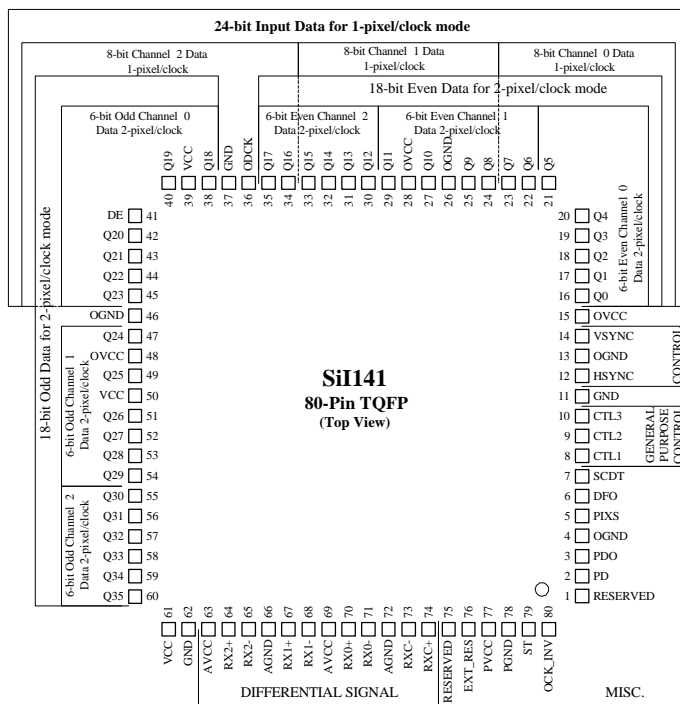 24-bit Input Data for 1-pixel/clock mode
8-bit Channel 2 Data
1-pixel/clock
8-bit Channel 1 Data
1-pixel/clock
8-bit Channel 0 Data
1-pixel/clock
18-bit Even Data for 2-pixel/clock mode
6-bit Odd Channel 0
Data 2-pixel/clock
6-bit Even Channel 2
Data 2-pixel/clock
6-bit Even Channel 1
Data 2-pixel/clock
Q19
VCC
Q18
GND
ODCK
Q17
Q16
Q15
Q14
Q13
Q12
Q11
OVCC
Q10
OGND
Q9
Q8
Q7
Q6
Q5
40
39
38
37
36
35
34
33
32
31
30
29
28
27
26
25
24
23
22
21
18-bit Odd Data for 2-pixel/clock mode
6-bit Odd Channel 1
Data 2-pixel/clock
6-bit Odd Channel 2
Data 2-pixel/clock
DE 41
Q20 42
Q21 43
Q22 44
Q23 45
OGND 46
Q24 47
OVCC 48
Q25 49
VCC 50
Q26 51
Q27 52
Q28 53
Q29 54
Q30 55
Q31 56
Q32 57
Q33 58
Q34 59
Q35 60
SiI141
80-Pin TQFP
(Top View)
20 Q4
19 Q3
18 Q2
17 Q1
16 Q0
15 OVCC
14 VSYNC
13 OGND
12 HSYNC
11 GND
10 CTL3
9 CTL2
8 CTL1
7 SCDT
6 DFO
5 PIXS
4 OGND
3 PDO
2 PD
1 RESERVED
6-bit Even Channel 0
Data 2-pixel/clock
CONTROL
GENERAL
PURPOSE
CONTROL
61
62
63
64
65
66
67
68
69
70
71
72
73
74
75
76
77
78
79
80
VCC
GND
AVCC
RX2+
RX2-
AGND
RX1+
RX1-
AVCC
RX0+
RX0-
AGND
RXC-
RXC+
RESERVED
EXT_RES
PVCC
PGND
ST
OCK_INV
DIFFERENTIAL SIGNAL
MISC.